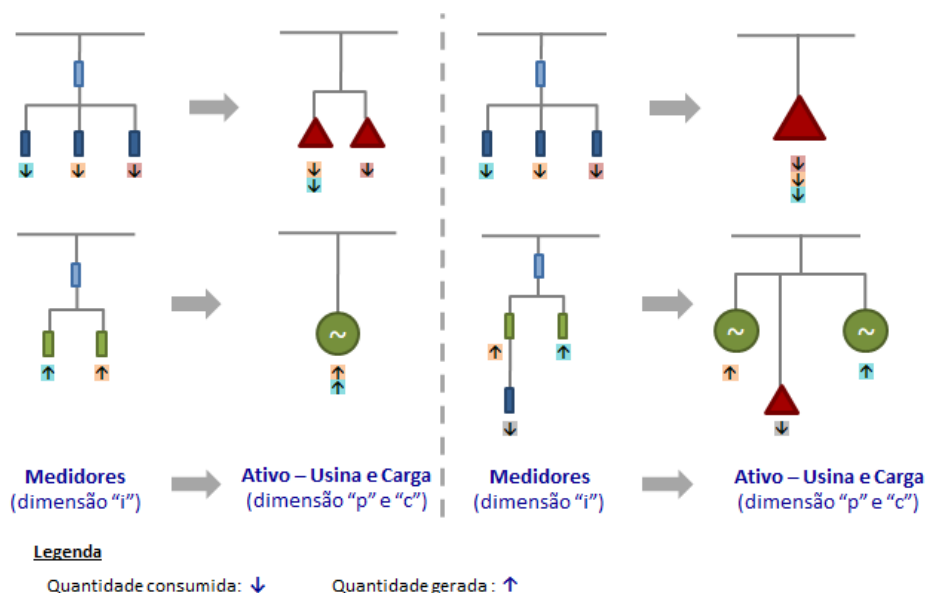 ~
~
~
Medidores
(dimensão “i”)
Ativo – Usina e Carga
(dimensão “p” e “c”)
Medidores
(dimensão “i”)
Ativo – Usina e Carga
(dimensão “p” e “c”)
Legenda
Quantidade consumida: ↓
Quantidade gerada : ↑